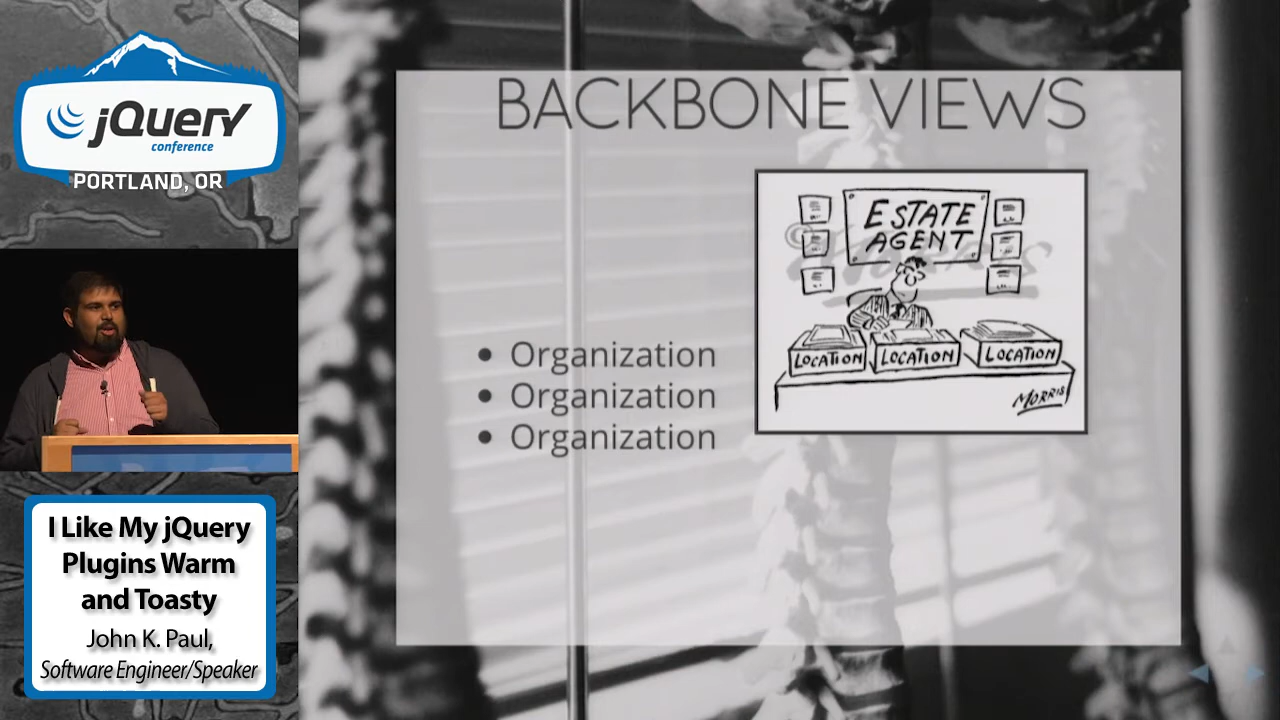 jQuery
conference
PORTLAND, OR
I Like My jQuery
Plugins Warm
and Toasty
John K. Paul,
Software Engineer/Speaker
BACKBONE VIEWS
• Organization
• Organization
• Organization
ESTATE
AGENT
LOCATION
LOCATION
LOCATION
MORRIS